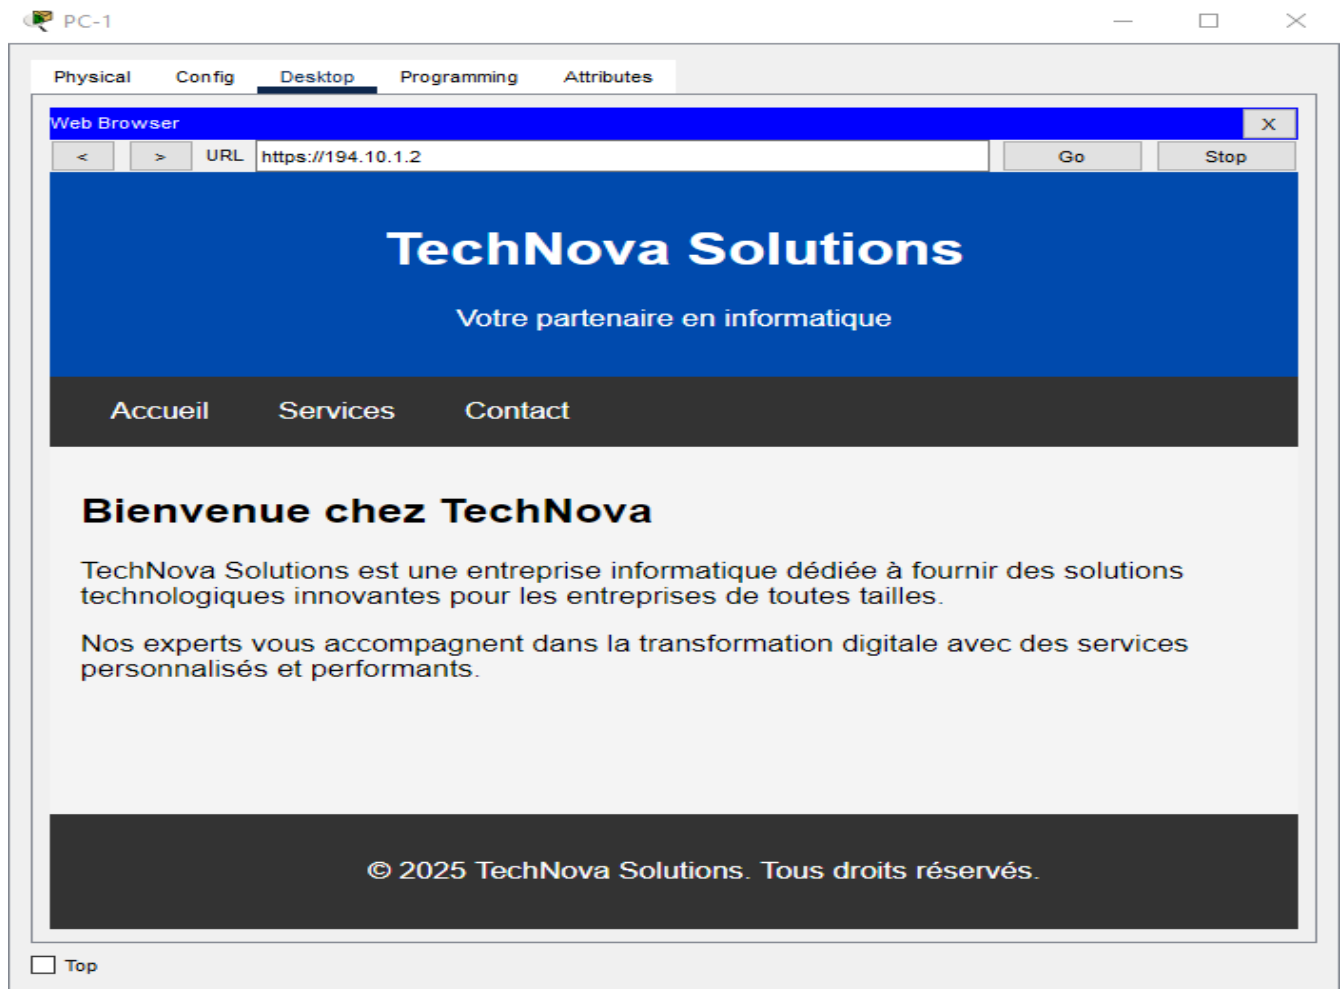 PC-1
Physical Config Desktop Programming Attributes
Web Browser X
< > URL https://194.10.1.2 Go Stop
TechNova Solutions
Votre partenaire en informatique
Accueil Services Contact
Bienvenue chez TechNova
TechNova Solutions est une entreprise informatique dédiée à fournir des solutions
technologiques innovantes pour les entreprises de toutes tailles.
Nos experts vous accompagnent dans la transformation digitale avec des services
personnalisés et performants.
© 2025 TechNova Solutions. Tous droits réservés.
Top